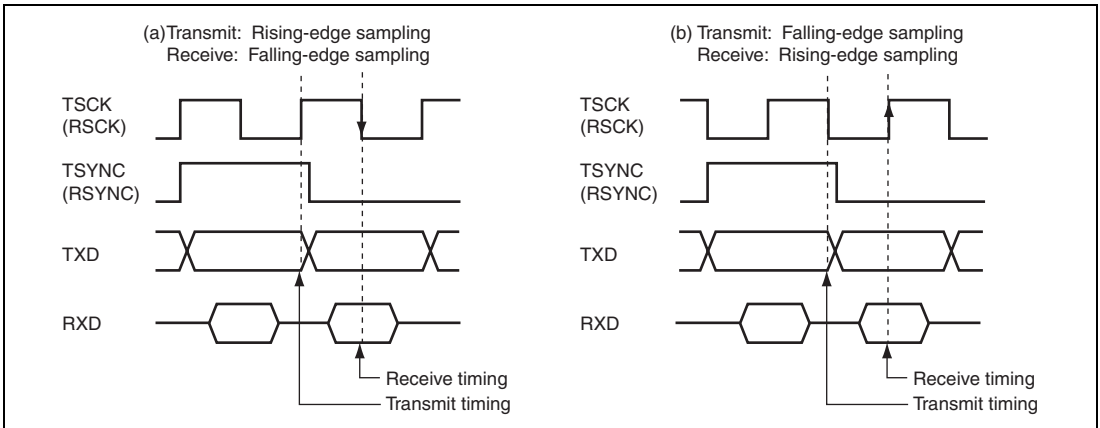 (a)Transmit: Rising-edge sampling
Receive: Falling-edge sampling
TSCK
(RSCK)
TSYNC
(RSYNC)
TXD
RXD
Receive timing
Transmit timing
(b) Transmit: Falling-edge sampling
Receive: Rising-edge sampling
TSCK
(RSCK)
TSYNC
(RSYNC)
TXD
RXD
Receive timing
Transmit timing